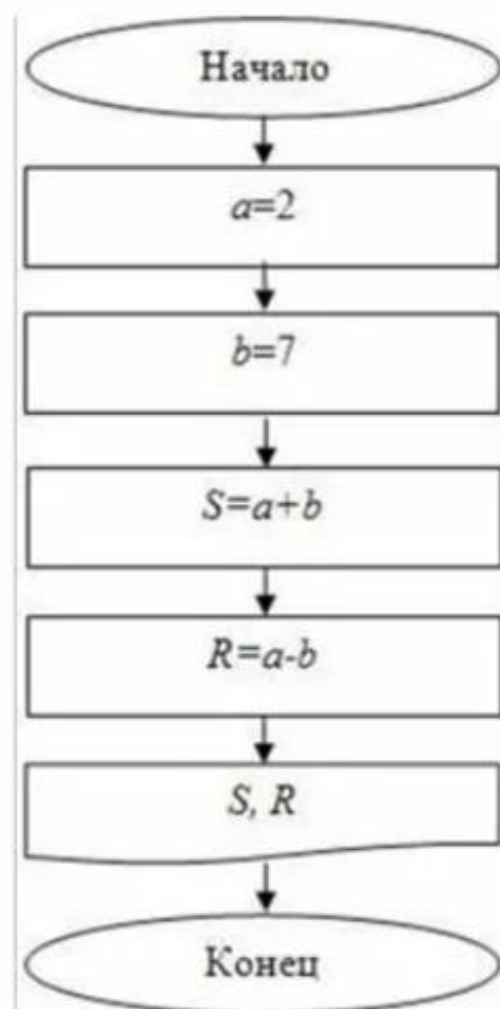 Начало
a=2
b=7
S=a+b
R=a-b
S, R
Конец